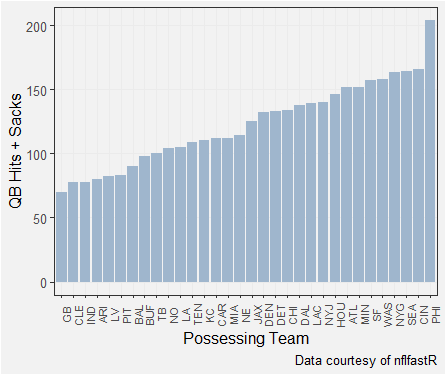 QB Hits + Sacks
200
150
100
50
0
GB
CLE
IND
ARI
LV
PIT
BAL
BUF
TB
NO
LA
TEN
KC
CAR
MIA
NE
JAX
DEN
DET
CHI
DAL
LAC
NYJ
HOU
ATL
MIN
SF
WAS
NYG
SEA
CIN
PHI
Possessing Team
Data courtesy of nflfastR